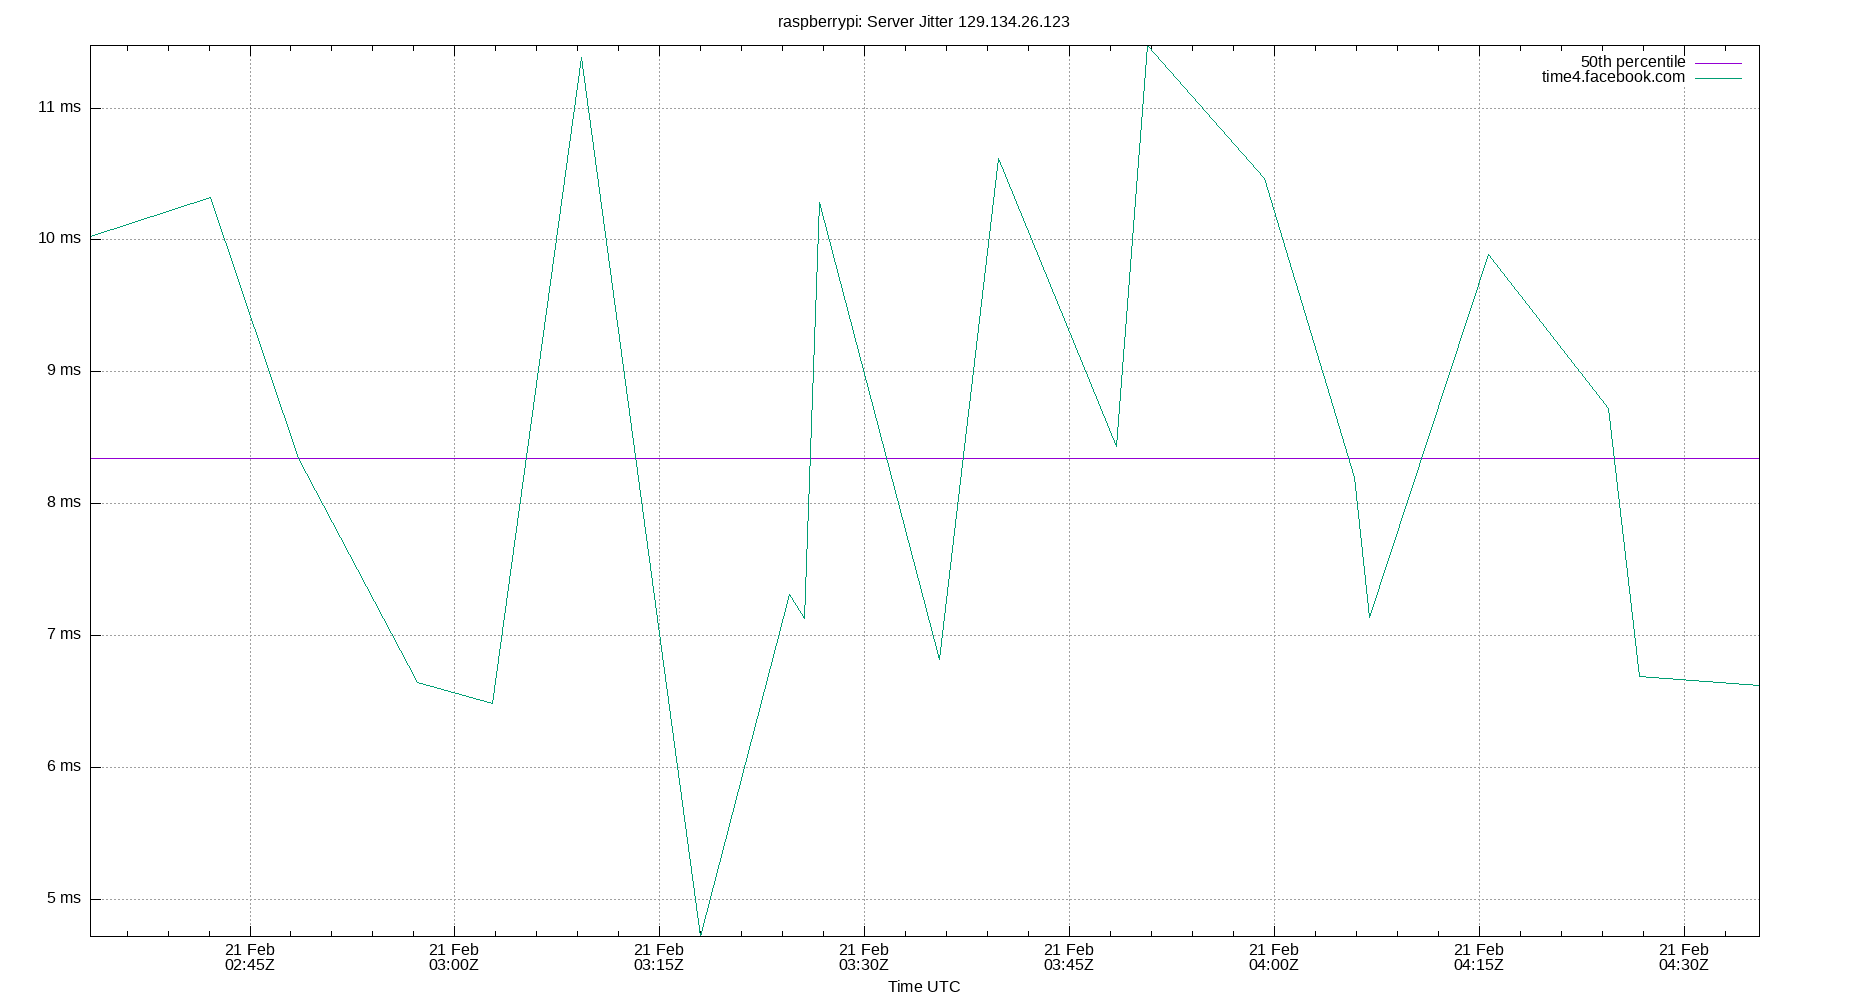 raspberrypi: Server Jitter 129.134.26.123
50th percentile
time4.facebook.com
11 ms
10 ms
9 ms
8 ms
7 ms
6 ms
5 ms
21 Feb 21 Feb 21 Feb 21 Feb 21 Feb 21 Feb 21 Feb 21 Feb
02:45Z 03:00Z 03:15Z 03:30Z 03:45Z 04:00Z 04:15Z 04:30Z
Time UTC